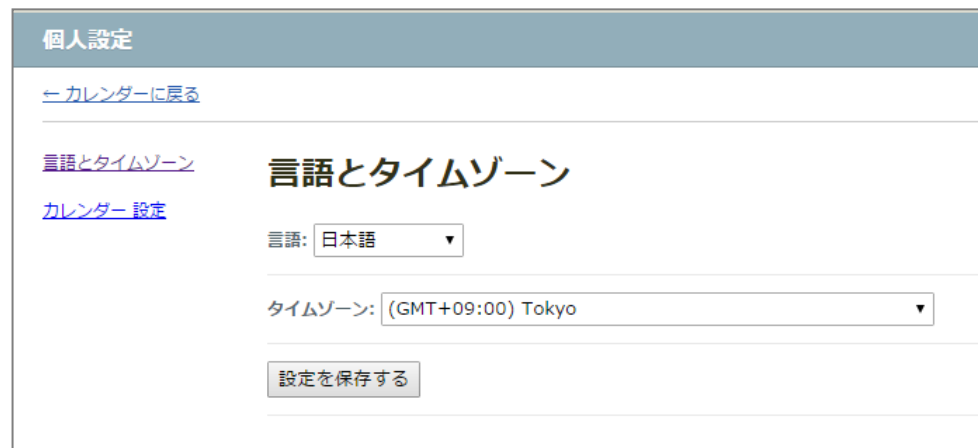 個人設定
← カレンダーに戻る
言語とタイムゾーン
カレンダー 設定
言語とタイムゾーン
言語: 日本語
タイムゾーン: (GMT+09:00) Tokyo
設定を保存する